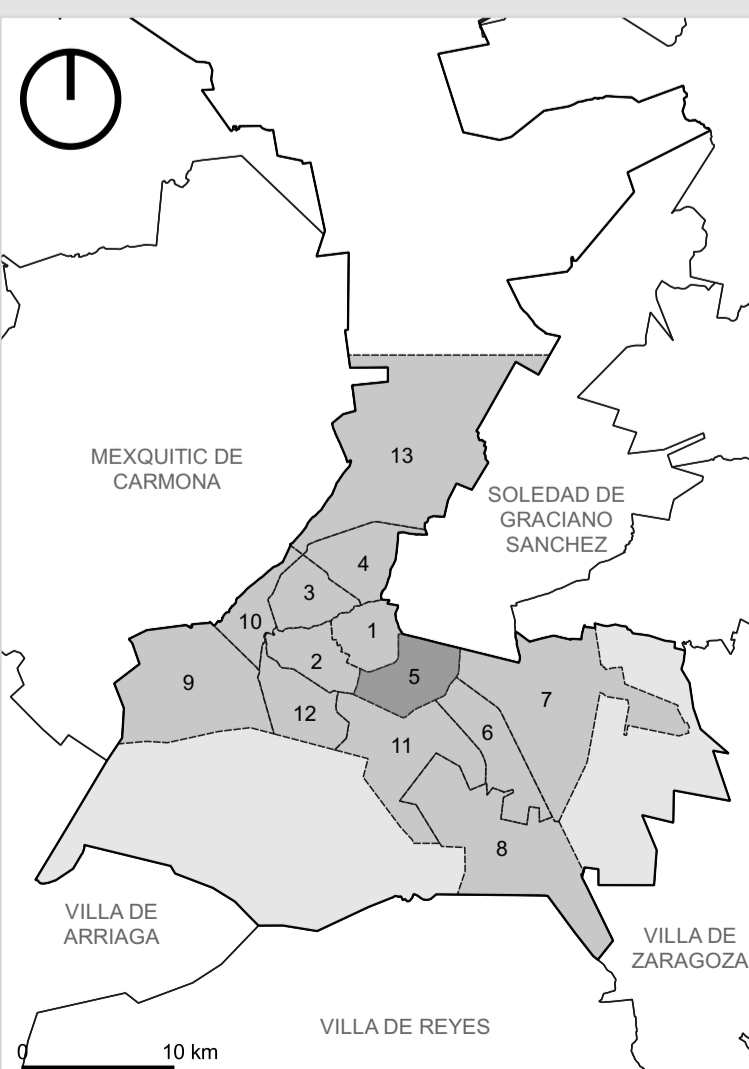 MEXQUITIC DE
CARMONA
13
SOLEDAD DE
GRACIANO
SANCHEZ
4
3
10
1
2
5
9
7
12
6
11
8
VILLA DE
ARRIAGA
VILLA DE
ZARAGOZA
VILLA DE REYES
0 10 km